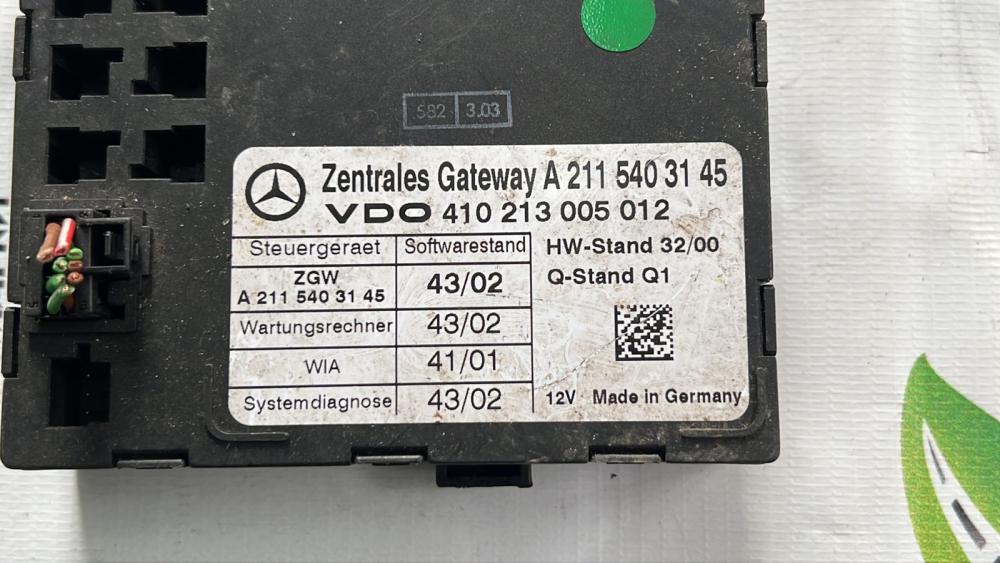 582 3.03
Zentrales Gateway A 211 540 31 45
VDO 410 213 005 012
Steuergeraet Softwarestand
HW-Stand 32/00
ZGW
A 211 540 31 45
43/02
Q-Stand Q1
Wartungsrechner 43/02
WIA 41/01
Systemdiagnose 43/02
12V Made in Germany